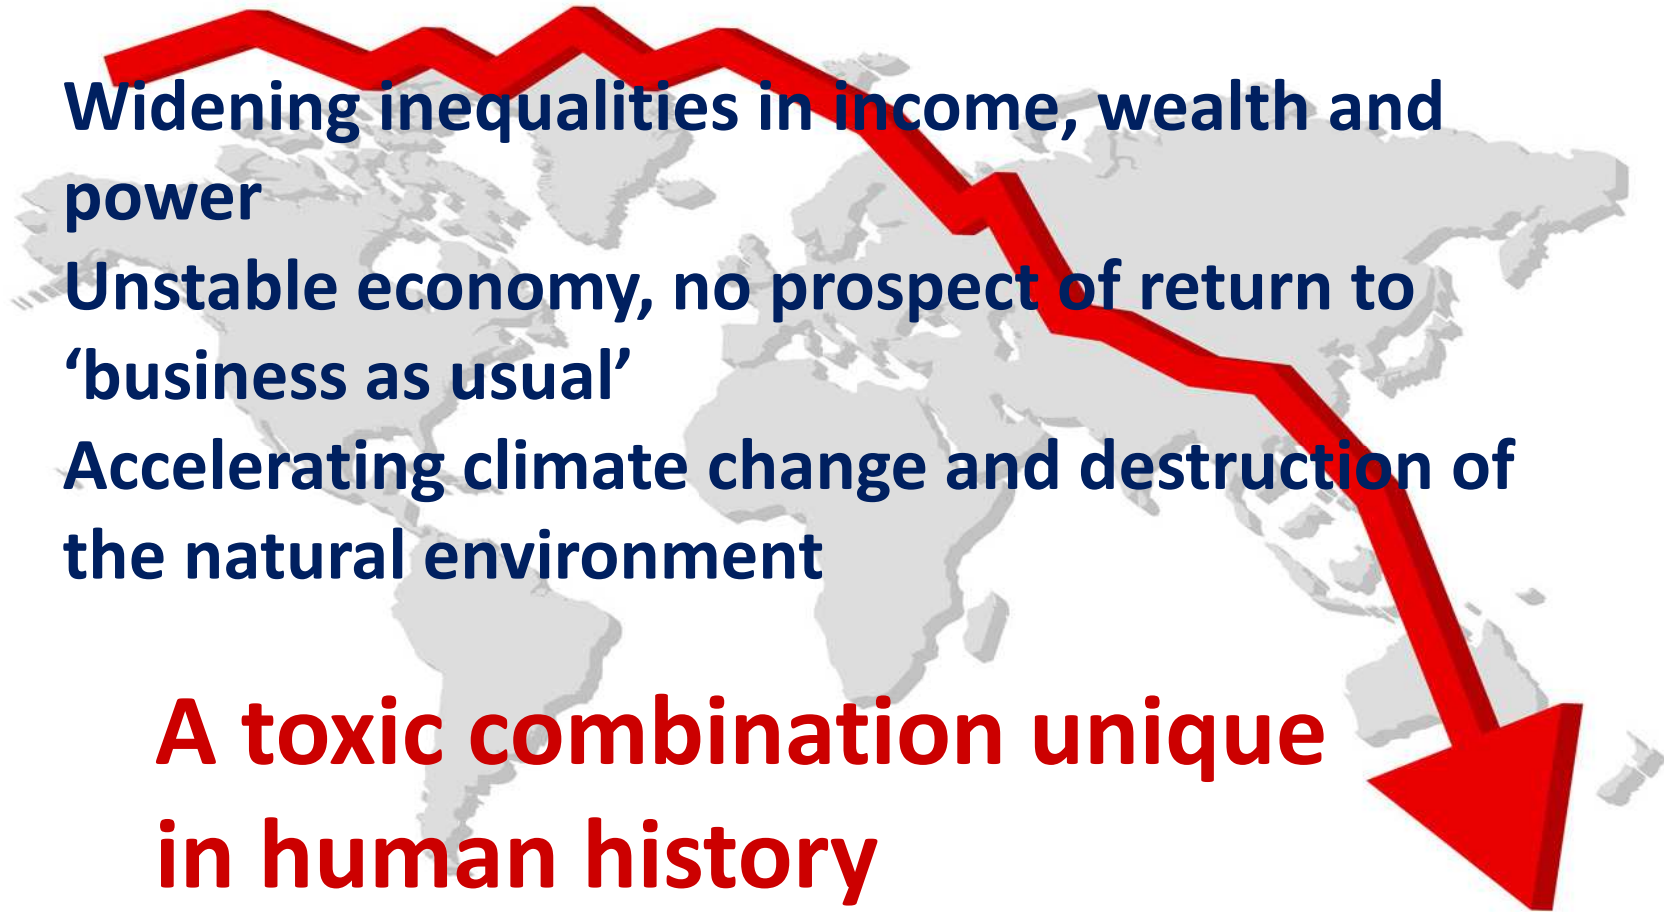 Widening inequalities in income, wealth and
power
Unstable economy, no prospect of return to
‘business as usual’
Accelerating climate change and destruction of
the natural environment
A toxic combination unique
in human history